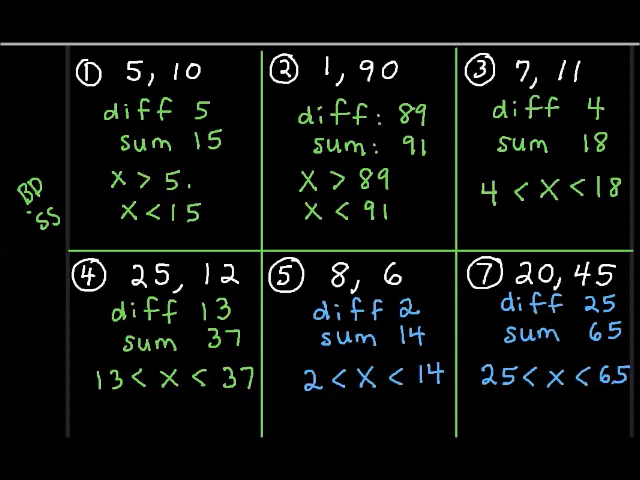 ① 5, 10
diff 5
sum 15
x > 5.
x < 15
② 1, 90
diff: 89
sum: 91
x > 89
x < 91
③ 7, 11
diff 4
sum 18
4 < x < 18
BD
SS
④ 25, 12
diff 13
sum 37
13 < x < 37
⑤ 8, 6
diff 2
sum 14
2 < x < 14
⑦ 20, 45
diff 25
sum 65
25 < x < 65